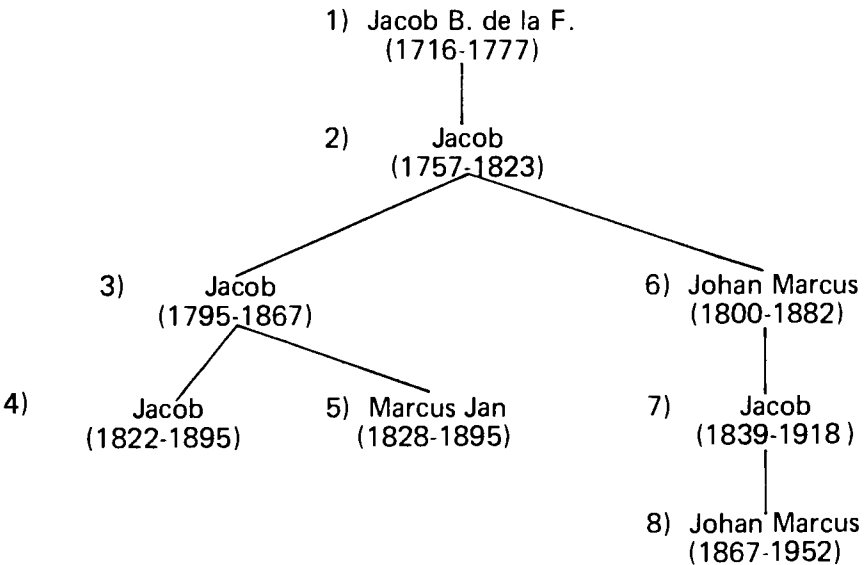 1) Jacob B. de la F.
(1716-1777)
2) Jacob
(1757-1823)
3) Jacob
(1795-1867)
6) Johan Marcus
(1800-1882)
4) Jacob
(1822-1895)
5) Marcus Jan
(1828-1895)
7) Jacob
(1839-1918)
8) Johan Marcus
(1867-1952)